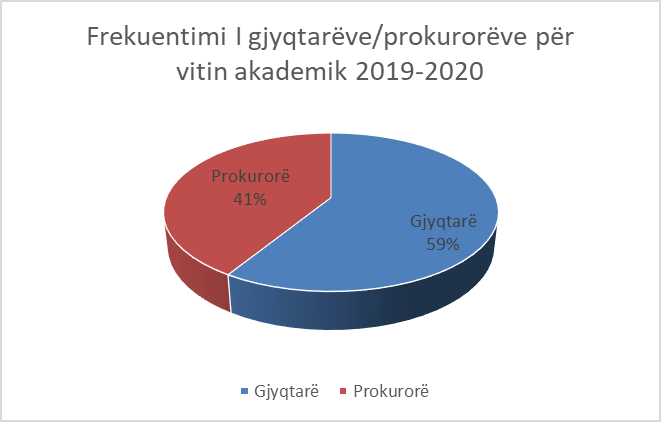 Frekuentimi I gjyqtarëve/prokurorëve për
vitin akademik 2019-2020
Prokurorë
41%
Gjyqtarë
59%
Gjyqtarë
Prokurorë